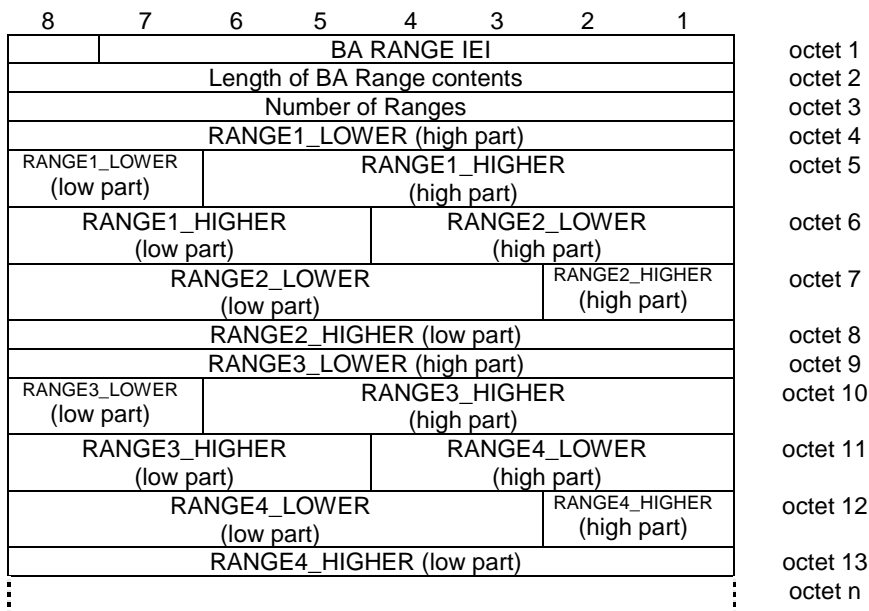 8 7 6 5 4 3 2 1
BA RANGE IEI octet 1
Length of BA Range contents octet 2
Number of Ranges octet 3
RANGE1_LOWER (high part) octet 4
RANGE1_LOWER RANGE1_HIGHER octet 5
(low part) (high part)
RANGE1_HIGHER RANGE2_LOWER octet 6
(low part) (high part)
RANGE2_LOWER RANGE2_HIGHER octet 7
(low part) (high part)
RANGE2_HIGHER (low part) octet 8
RANGE3_LOWER (high part) octet 9
RANGE3_LOWER RANGE3_HIGHER octet 10
(low part) (high part)
RANGE3_HIGHER RANGE4_LOWER octet 11
(low part) (high part)
RANGE4_LOWER RANGE4_HIGHER octet 12
(low part) (high part)
RANGE4_HIGHER (low part) octet 13
octet n